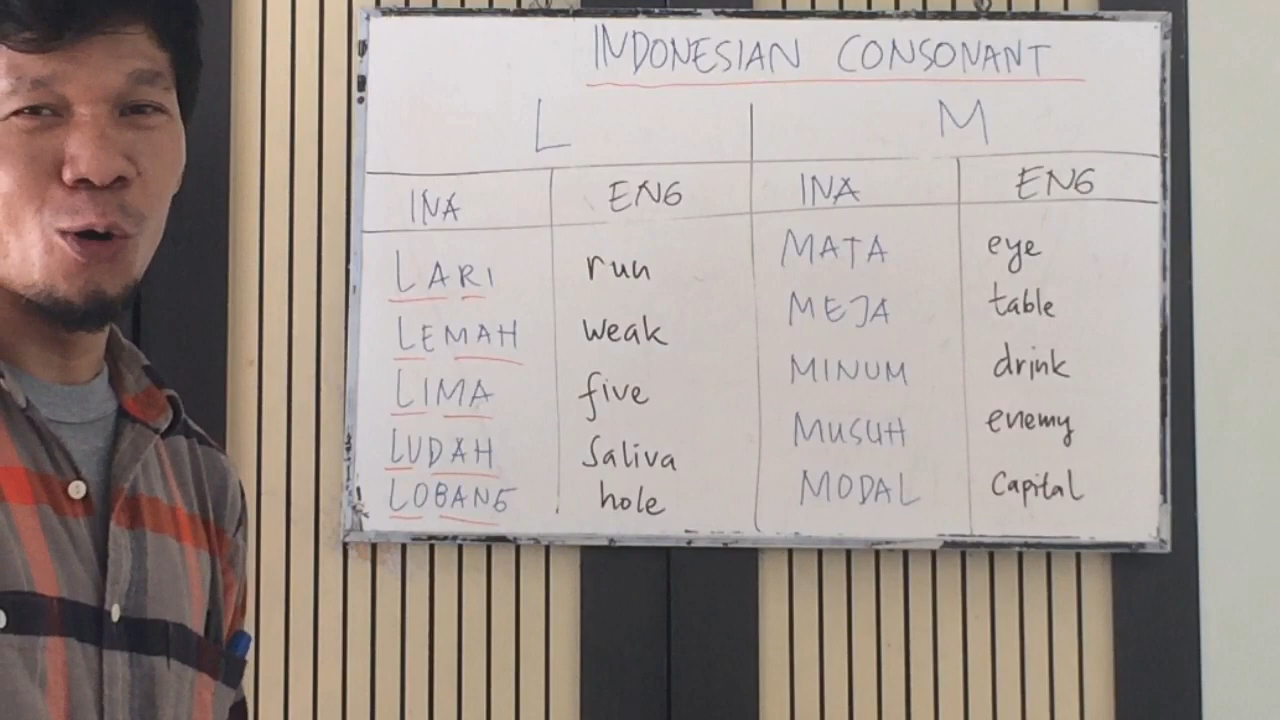 INDONESIAN CONSONANT
L M
INA ENG INA ENG
LARI run MATA eye
LEMAH weak MEJA table
LIMA five MINUM drink
LUDAH Saliva MUSUH enemy
LOBANG hole MODAL Capital